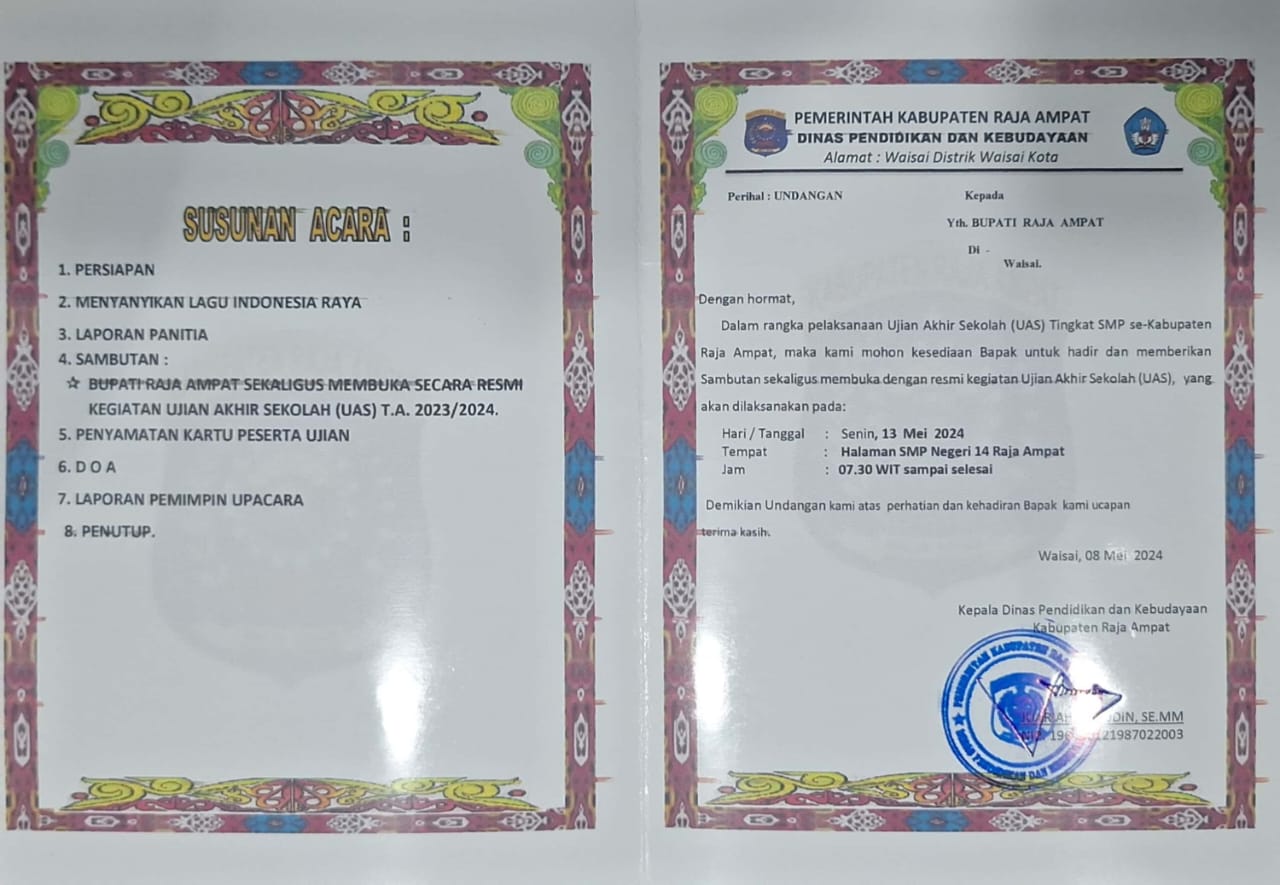 SUSUNAN ACARA :
1. PERSIAPAN
2. MENYANYIKAN LAGU INDONESIA RAYA
3. LAPORAN PANITIA
4. SAMBUTAN :
☆ BUPATI RAJA AMPAT SEKALIGUS MEMBUKA SECARA RESMI
KEGIATAN UJIAN AKHIR SEKOLAH (UAS) T.A. 2023/2024.
5. PENYAMATAN KARTU PESERTA UJIAN
6. D O A
7. LAPORAN PEMIMPIN UPACARA
8. PENUTUP.
PEMERINTAH KABUPATEN RAJA AMPAT
DINAS PENDIDIKAN DAN KEBUDAYAAN
Alamat : Waisai Distrik Waisai Kota
Perihal : UNDANGAN
Kepada
Yth. BUPATI RAJA AMPAT
Di -
Waisai.
Dengan hormat,
Dalam rangka pelaksanaan Ujian Akhir Sekolah (UAS) Tingkat SMP se-Kabupaten
Raja Ampat, maka kami mohon kesediaan Bapak untuk hadir dan memberikan
Sambutan sekaligus membuka dengan resmi kegiatan Ujian Akhir Sekolah (UAS), yang
akan dilaksanakan pada:
Hari / Tanggal : Senin, 13 Mei 2024
Tempat : Halaman SMP Negeri 14 Raja Ampat
Jam : 07.30 WIT sampai selesai
Demikian Undangan kami atas perhatian dan kehadiran Bapak kami ucapan
terima kasih.
Waisai, 08 Mei 2024
Kepala Dinas Pendidikan dan Kebudayaan
Kabupaten Raja Ampat
SE.MM